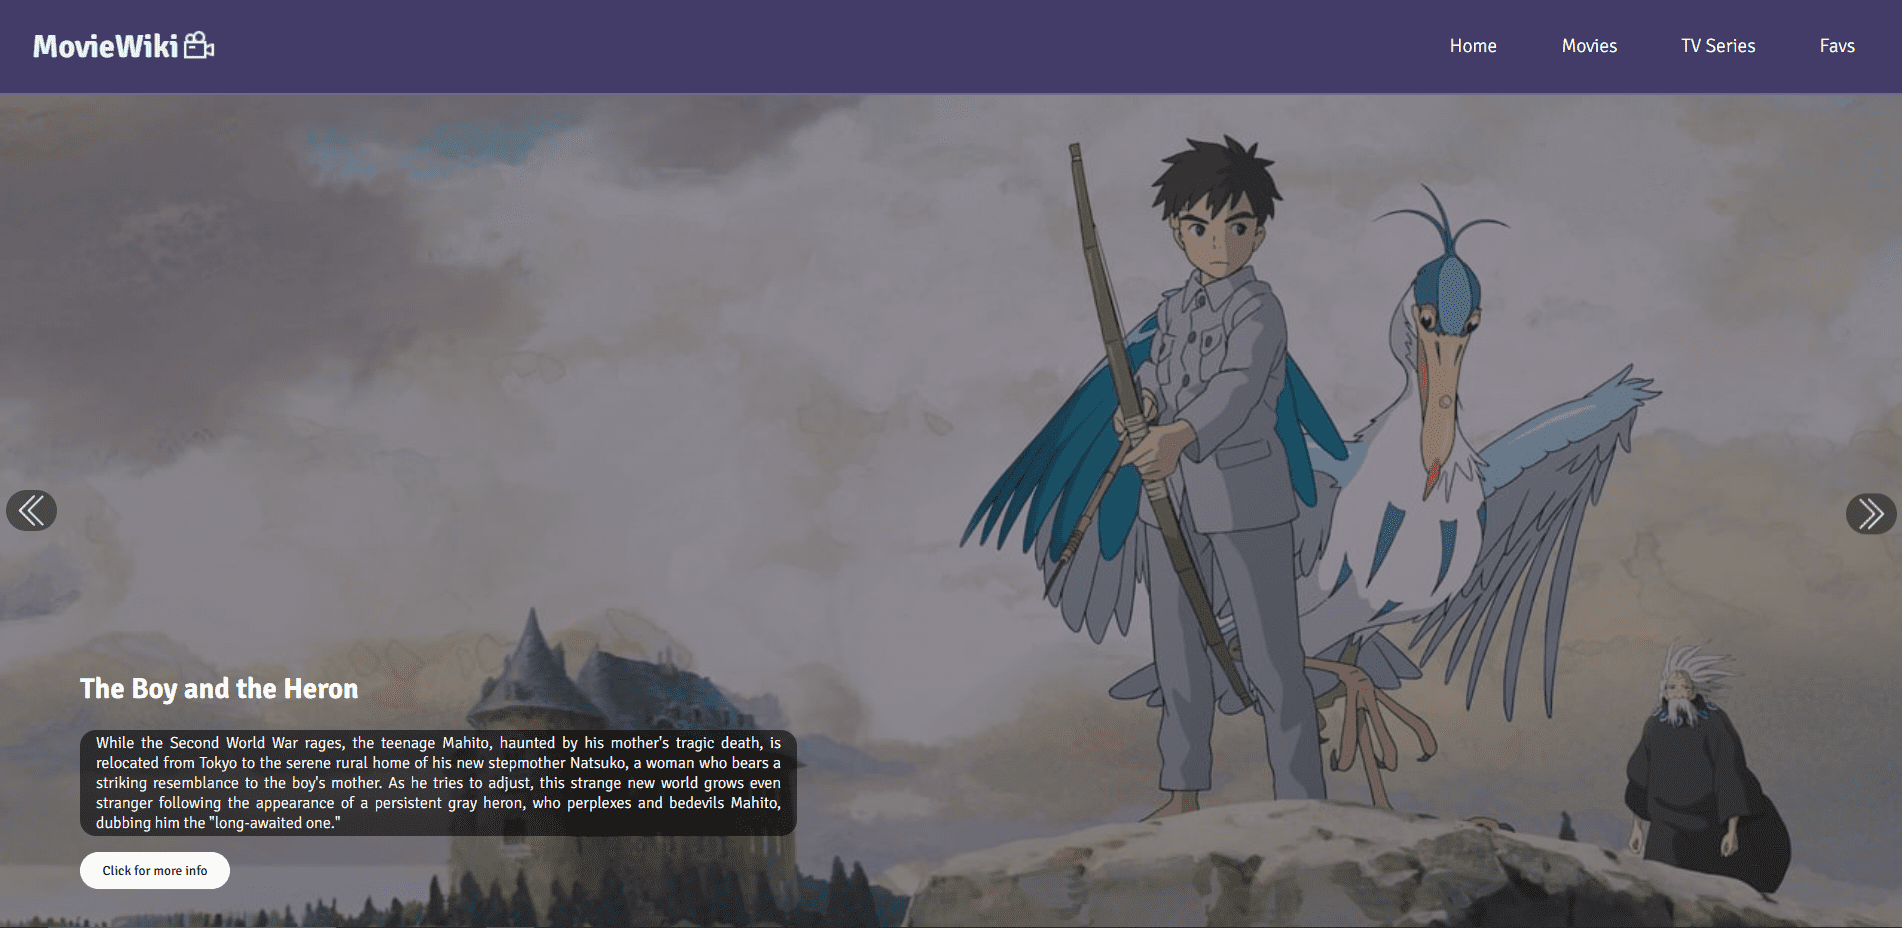 MovieWiki
Home Movies TV Series Favs
The Boy and the Heron
While the Second World War rages, the teenage Mahito, haunted by his mother's tragic death, is
relocated from Tokyo to the serene rural home of his new stepmother Natsuko, a woman who bears a
striking resemblance to the boy's mother. As he tries to adjust, this strange new world grows even
stranger following the appearance of a persistent gray heron, who perplexes and bedevils Mahito,
dubbing him the "long-awaited one."
Click for more info